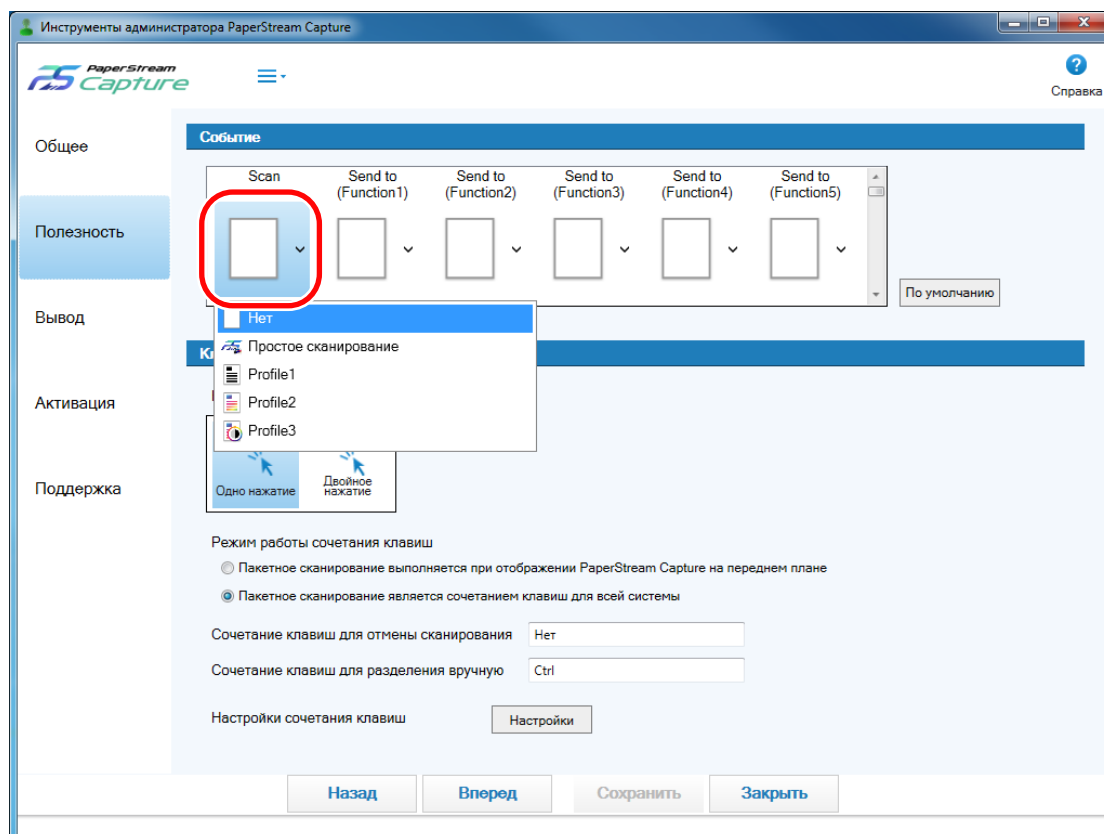 Инструменты администратора PaperStream Capture
PaperStream
Capture
Справка
Общее
Полезность
Вывод
Активация
Поддержка
Событие
Scan
Send to
(Function1)
Send to
(Function2)
Send to
(Function3)
Send to
(Function4)
Send to
(Function5)
По умолчанию
Нет
Простое сканирование
Profile1
Profile2
Profile3
Одно нажатие
Двойное
нажатие
Режим работы сочетания клавиш
Пакетное сканирование выполняется при отображении PaperStream Capture на переднем плане
Пакетное сканирование является сочетанием клавиш для всей системы
Сочетание клавиш для отмены сканирования Нет
Сочетание клавиш для разделения вручную Ctrl
Настройки сочетания клавиш Настройки
Назад Вперед Сохранить Закрыть